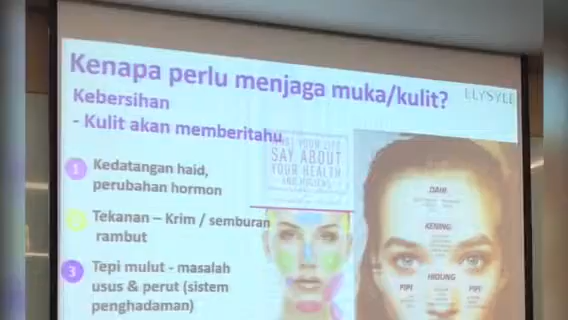 Kenapa perlu menjaga muka/kulit?
ELYSYLE
Kebersihan
- Kulit akan memberitahu
1 Kedatangan haid,
perubahan hormon
Tekanan – Krim / semburan
rambut
3 Tepi mulut - masalah
usus & perut (sistem
penghadaman)
YOUR
SAY ABOUT
YOUR HEALTH
DAHI
KENING
HIDUNG
PIPI
PIPI